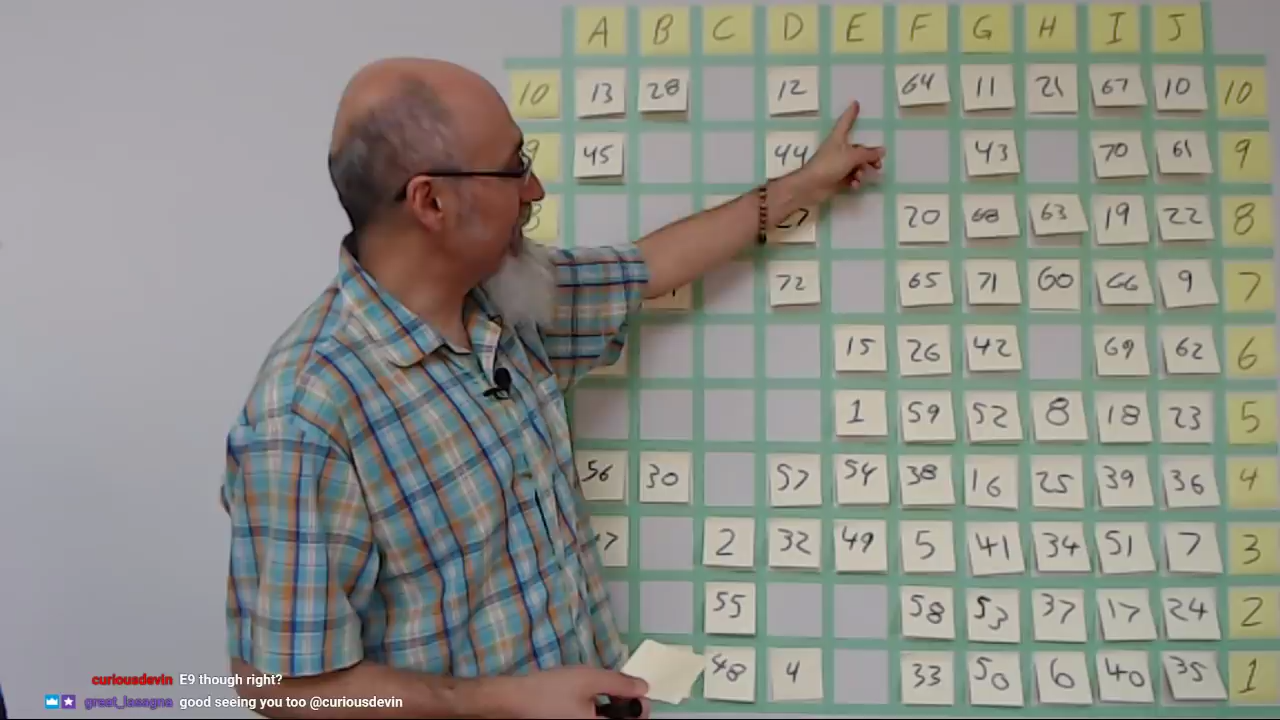 A B C D E F G H I J
10 13 28 12 64 11 21 67 10 10
45 44 43 70 61 9
27 20 68 63 19 22 8
72 65 71 60 66 9 7
15 26 42 69 62 6
1 59 52 8 18 23 5
56 30 57 54 38 16 25 39 36 4
2 32 49 5 41 34 51 7 3
55 58 53 37 17 24 2
48 4 33 50 6 40 35 1
curiousdevin E9 though right?
great_lasagna good seeing you too @curiousdevin